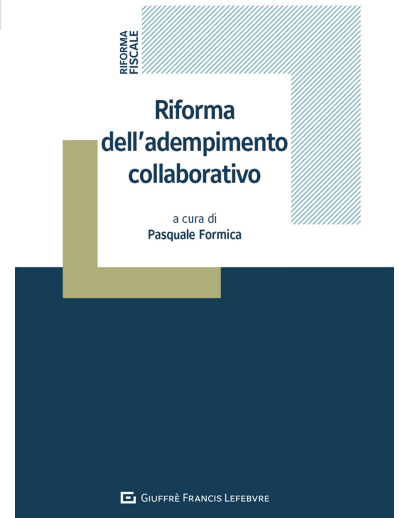 RIFORMA
FISCALE
Riforma
dell'adempimento
collaborativo
a cura di
Pasquale Formica
GIUFFRÈ FRANCIS LEFEBVRE